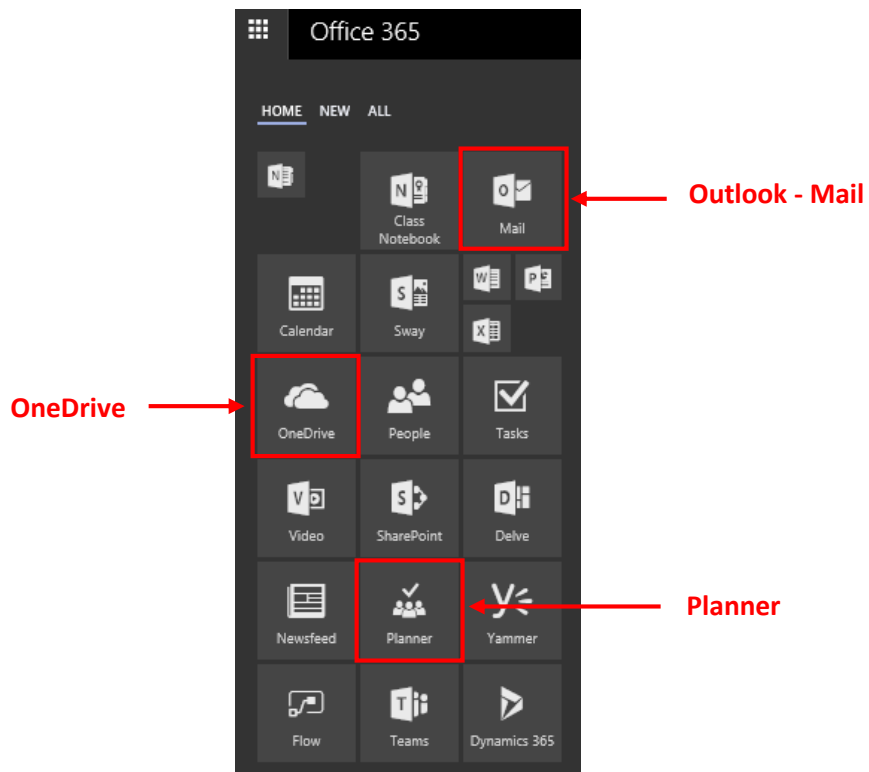 Office 365
HOME NEW ALL
N
N
Class
Notebook
O
Mail
Outlook - Mail
Calendar
S
Sway
W
P
X
OneDrive
OneDrive
People
Tasks
V
Video
S
SharePoint
D
Delve
Newsfeed
Planner
Yammer
Planner
Flow
T
Teams
Dynamics 365